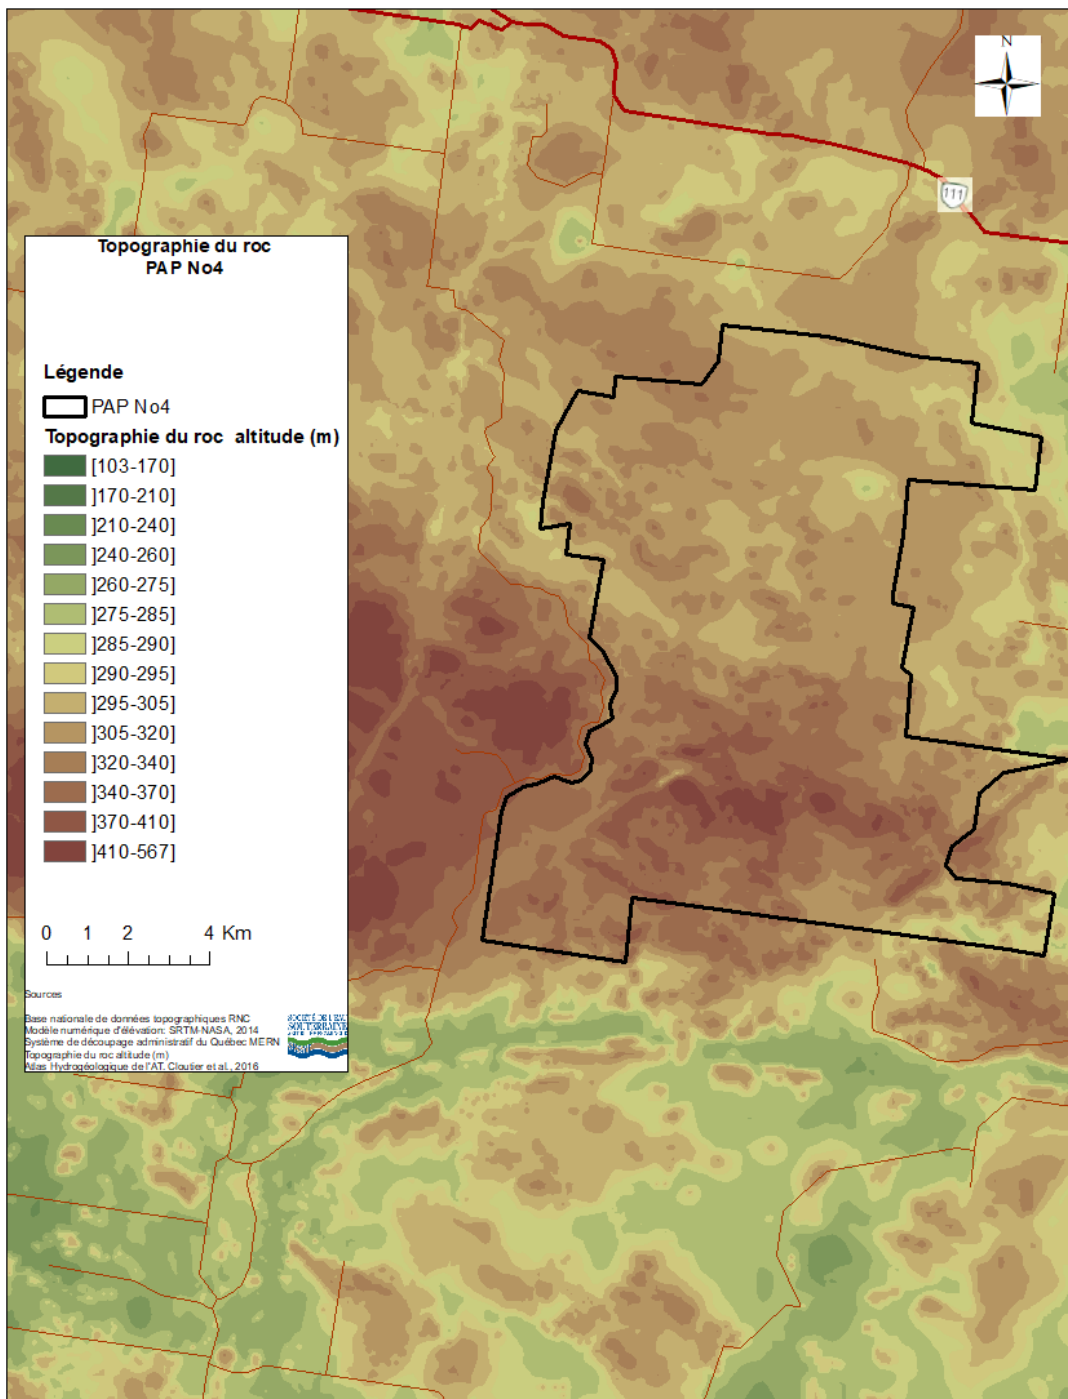 N
111
Topographie du roc
PAP No4
Légende
PAP No4
Topographie du roc altitude (m)
]103-170]
]170-210]
]210-240]
]240-260]
]260-275]
]275-285]
]285-290]
]290-295]
]295-305]
]305-320]
]320-340]
]340-370]
]370-410]
]410-567]
0 1 2 4 Km
Sources
Base nationale de données topographiques RNC
Modèle numérique d'élévation: SRTM-NASA, 2014
Système de découpage administratif du Québec MERN
Topographie du roc altitude (m)
Atlas Hydrogéologique de l'AT. Cloutier et al., 2016
SOCIÉTÉ DE L'EAU
SOUTERRAINE